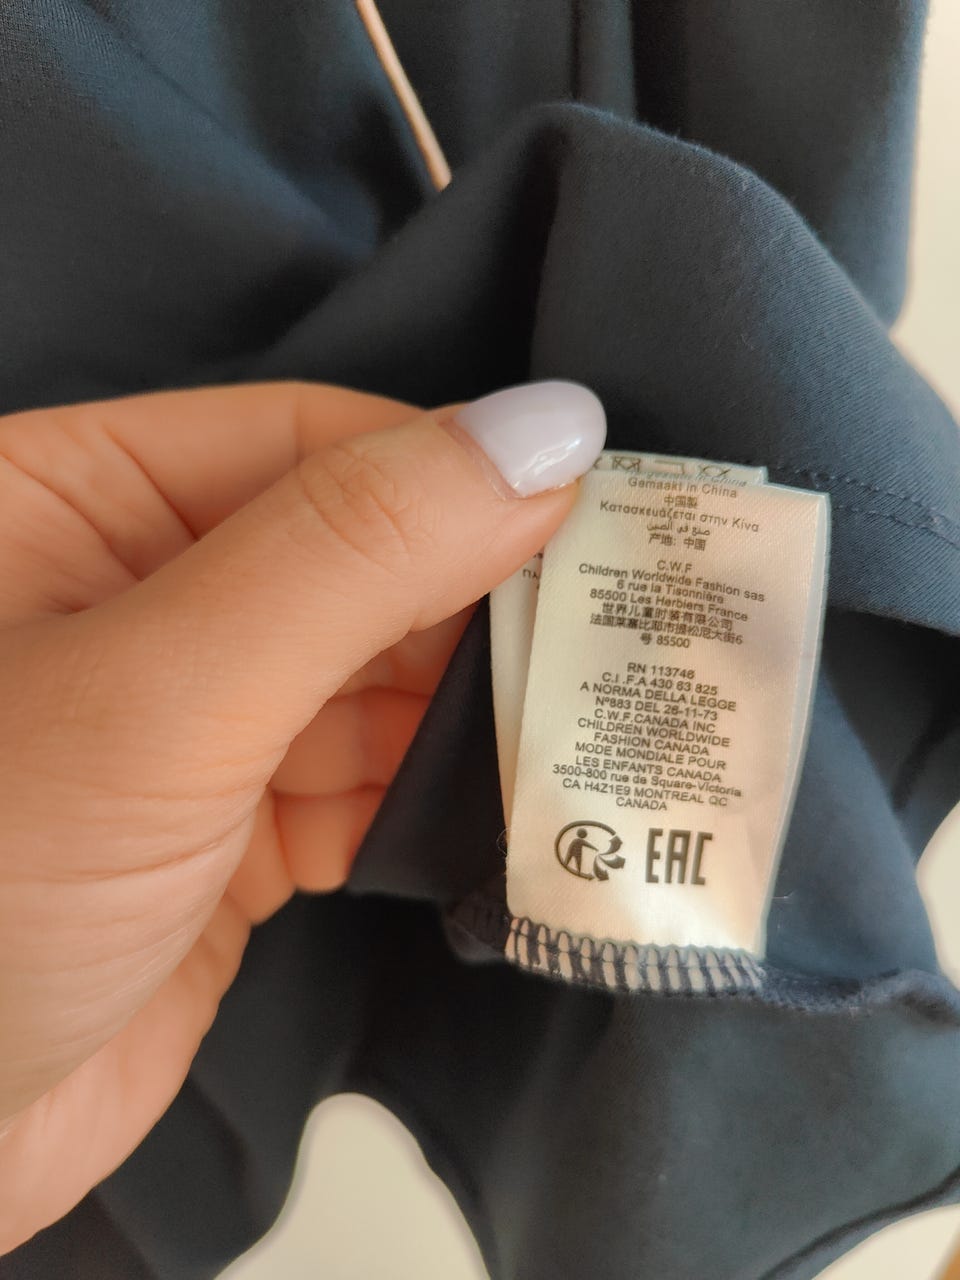 Gemaakt in China
中国製
Κατασκευάζεται στην Κίνα
صنع في الصين
产地：中国
C.W.F
Children Worldwide Fashion sas
6 rue la Tisonnière
85500 Les Herbiers France
世界儿童时装有限公司
法国莱塞比耶市提松尼大街6
号 85500
RN 113746
C.I .F.A 430 63 825
A NORMA DELLA LEGGE
N°883 DEL 26-11-73
C.W.F.CANADA INC
CHILDREN WORLDWIDE
FASHION CANADA
MODE MONDIALE POUR
LES ENFANTS CANADA
3500-800 rue de Square-Victoria
CA H4Z1E9 MONTREAL QC
CANADA
EAC